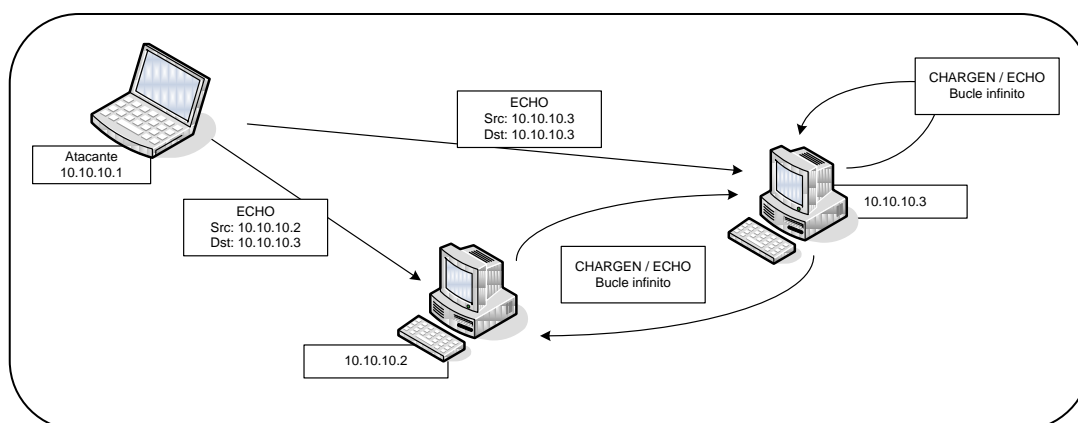 CHARGEN / ECHO
Bucle infinito
ECHO
Src: 10.10.10.3
Dst: 10.10.10.3
Atacante
10.10.10.1
10.10.10.3
ECHO
Src: 10.10.10.2
Dst: 10.10.10.3
CHARGEN / ECHO
Bucle infinito
10.10.10.2